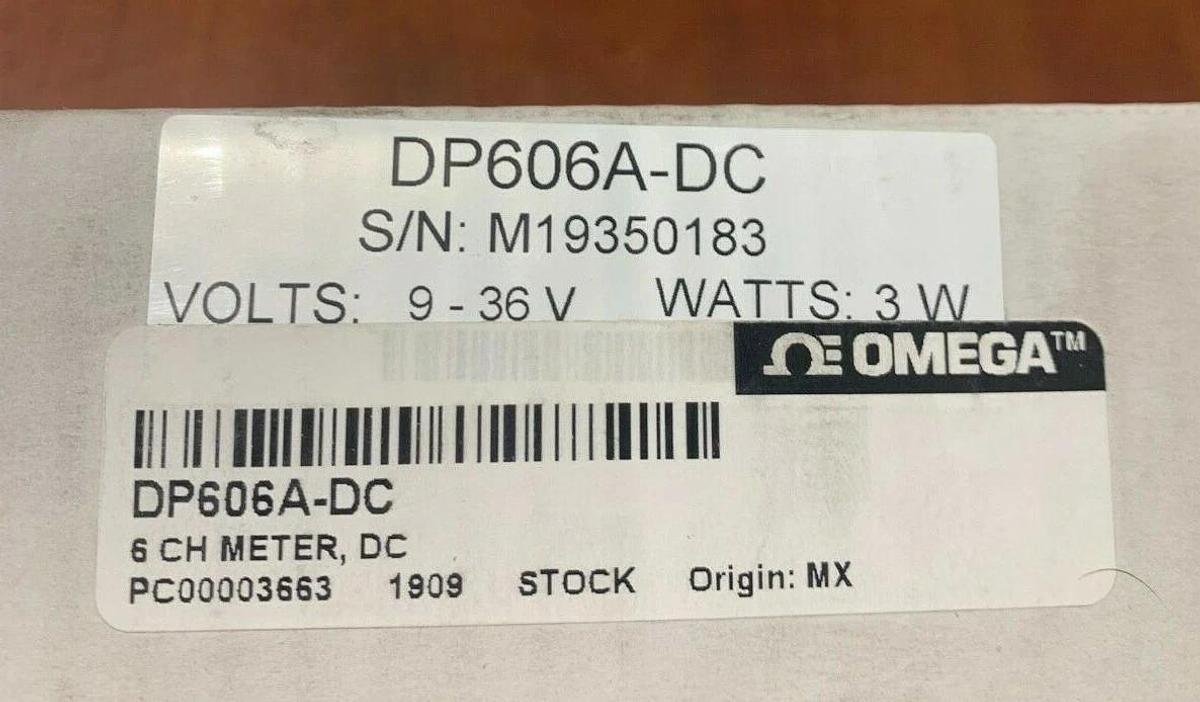 DP606A-DC
S/N: M19350183
VOLTS: 9 - 36 V WATTS: 3 W
ΩE OMEGA™
DP606A-DC
6 CH METER, DC
PC00003663 1909 STOCK Origin: MX